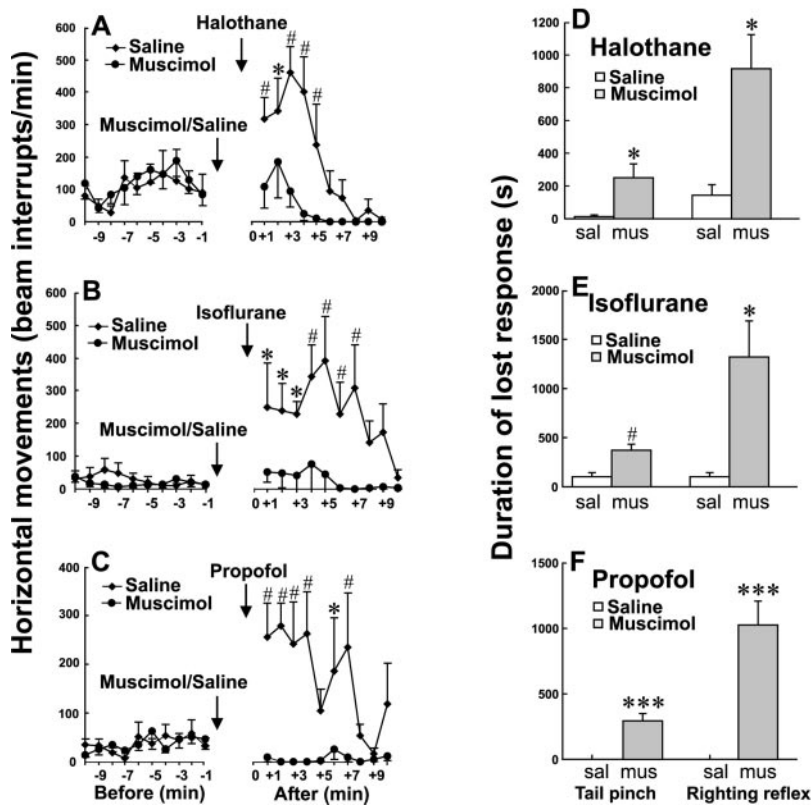 Horizontal movements (beam interrupts/min)
A
Halothane
Saline
Muscimol
Muscimol/Saline
600
500
400
300
200
100
0
-9 -7 -5 -3 -1
0 +1 +3 +5 +7 +9
# * # # #
B
Isoflurane
Saline
Muscimol
Muscimol/Saline
600
500
400
300
200
100
0
-9 -7 -5 -3 -1
0 +1 +3 +5 +7 +9
* * * # # # #
C
Propofol
Saline
Muscimol
Muscimol/Saline
400
300
200
100
0
-9 -7 -5 -3 -1
0 +1 +3 +5 +7 +9
# # # # * #
Before (min)
After (min)
Duration of lost response (s)
D
Halothane
Saline
Muscimol
1200
1000
800
600
400
200
0
* *
sal mus sal mus
E
Isoflurane
Saline
Muscimol
2000
1500
1000
500
0
# *
sal mus sal mus
F
Propofol
Saline
Muscimol
1500
1000
500
0
*** ***
sal mus sal mus
Tail pinch Righting reflex